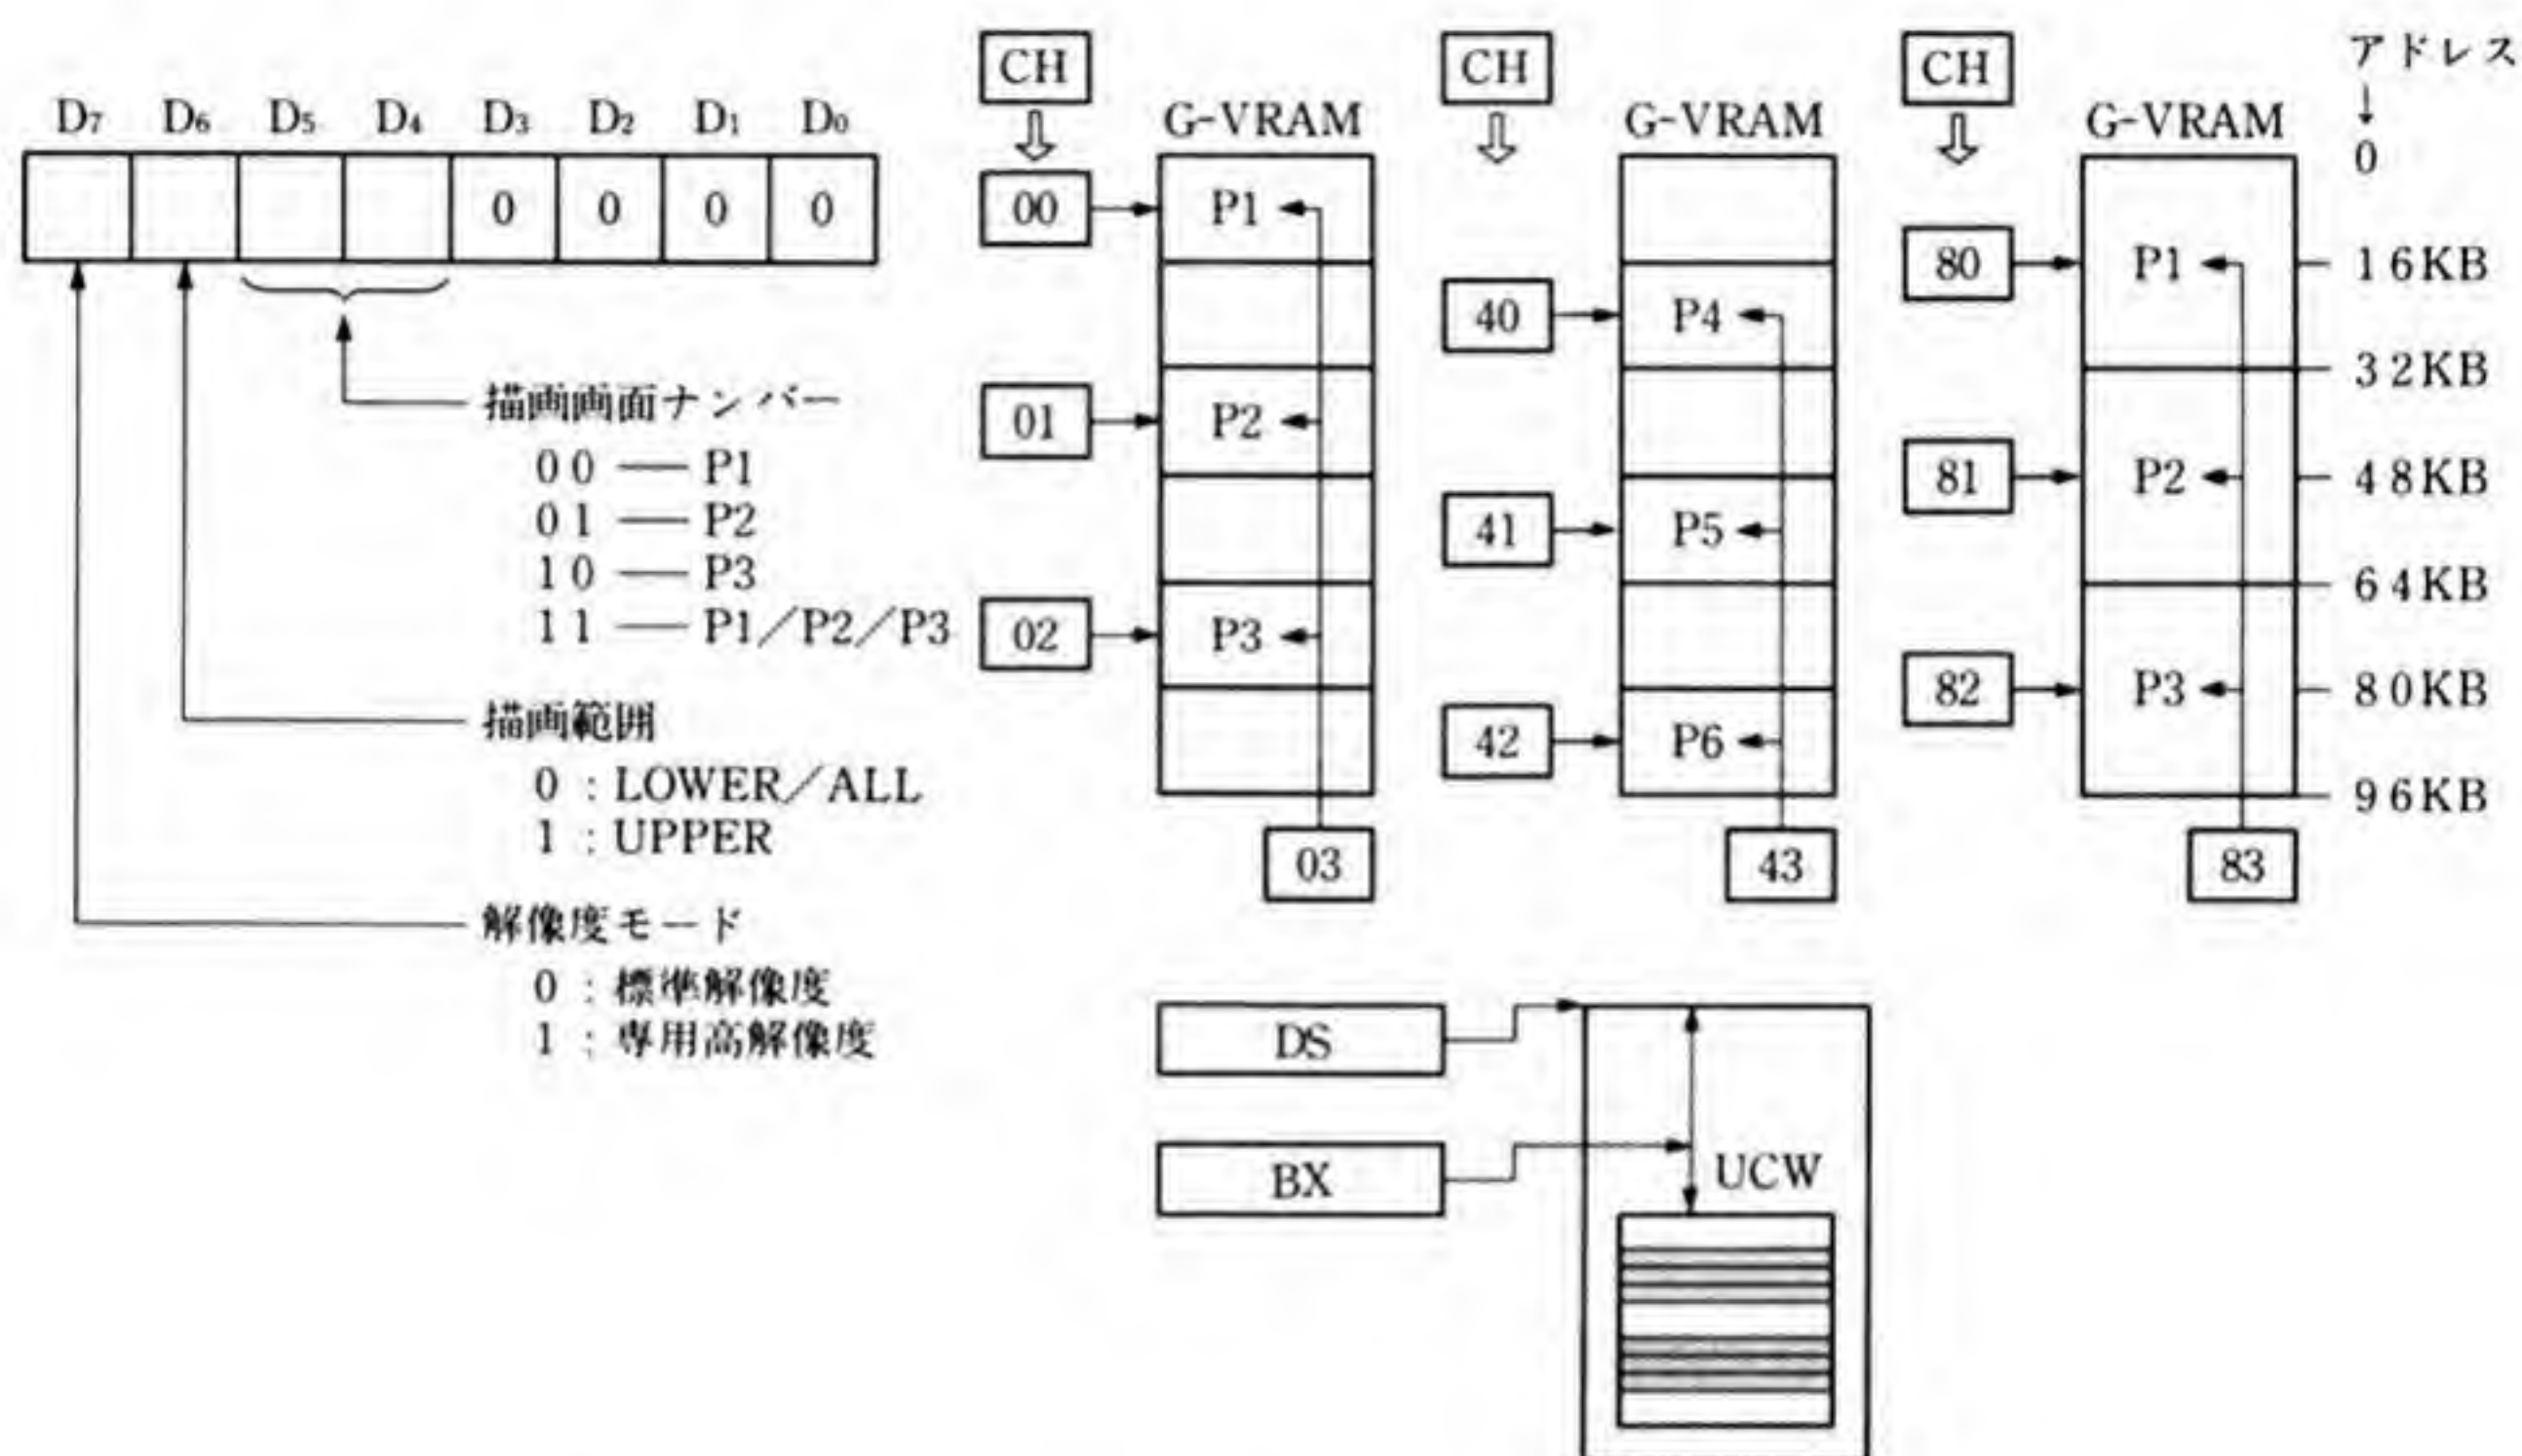 D7 D6 D5 D4 D3 D2 D1 D0
0 0 0 0
描画画面ナンバー
00 — P1
01 — P2
10 — P3
11 — P1／P2／P3
描画範囲
0 : LOWER／ALL
1 : UPPER
解像度モード
0 : 標準解像度
1 :専用高解像度
CH
G-VRAM
00
P1
01
P2
02
P3
03
CH
G-VRAM
40
P4
41
P5
42
P6
43
CH
G-VRAM
80
P1
81
P2
82
P3
83
アドレス
0
16KB
32KB
48KB
64KB
80KB
96KB
DS
BX
UCW